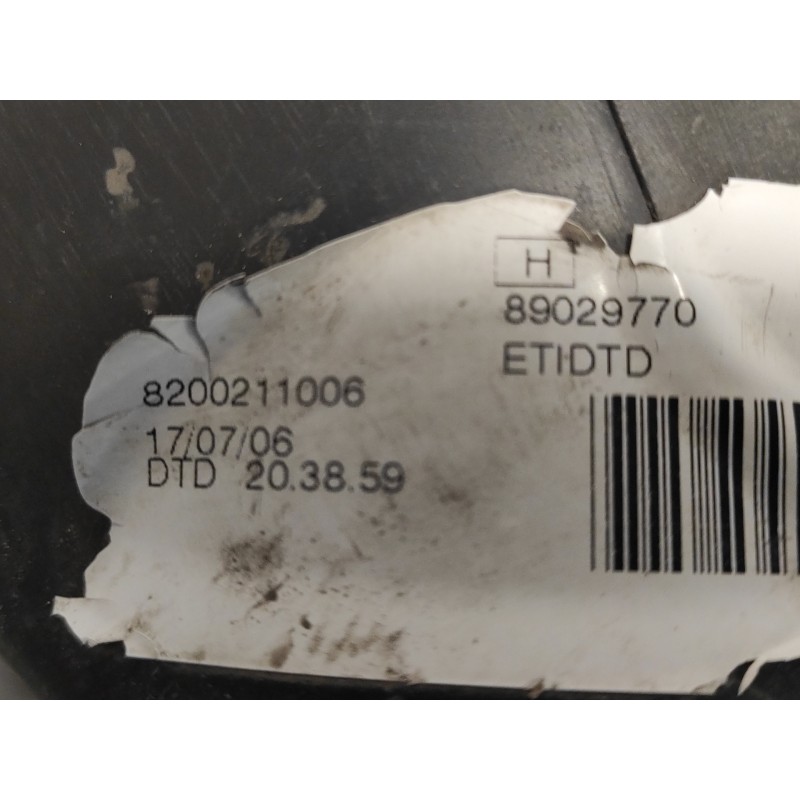 H
89029770
ETIDTD
8200211006
17/07/06
DTD 20.38.59